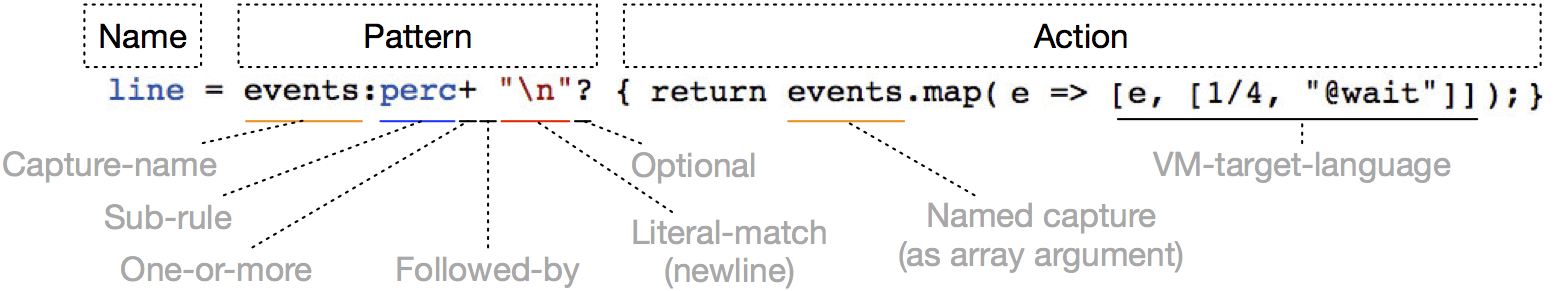 Name Pattern Action
line = events:perc+ "\n"? { return events.map( e => [e, [1/4, "@wait"]]);}
Capture-name Optional VM-target-language
Sub-rule Literal-match Named capture
One-or-more Followed-by (newline) (as array argument)